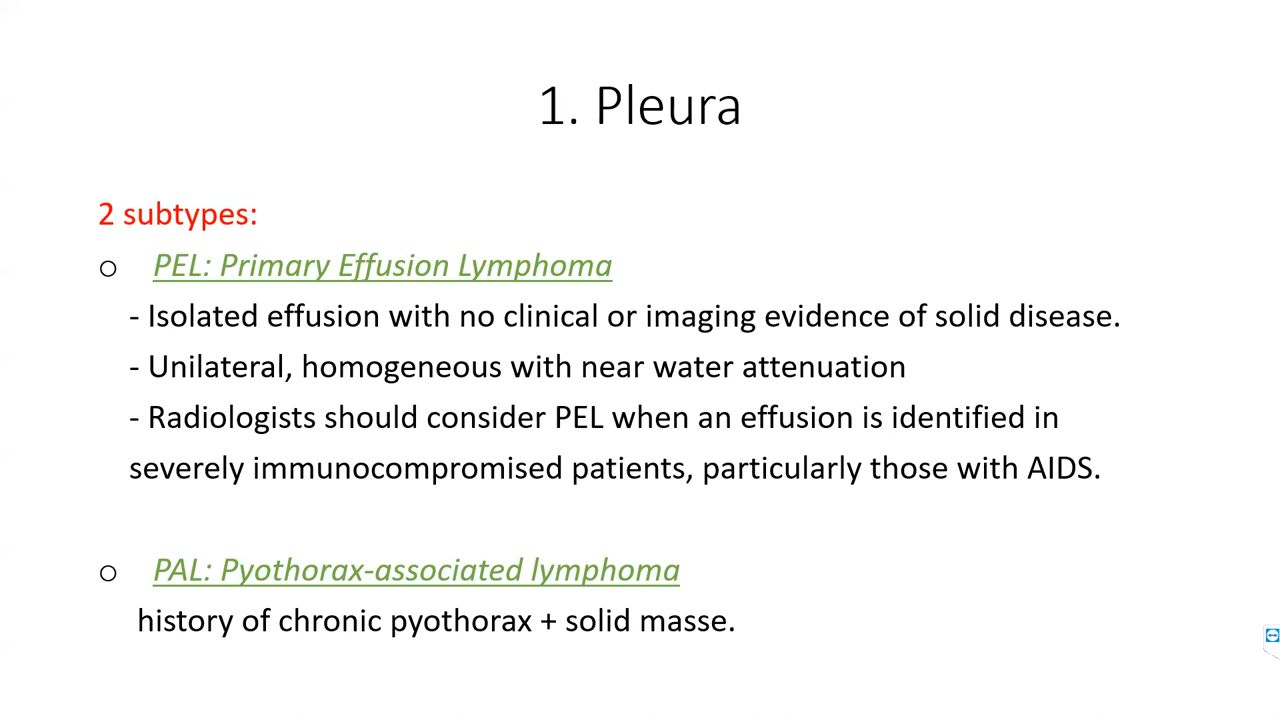 1. Pleura
2 subtypes:
o PEL: Primary Effusion Lymphoma
- Isolated effusion with no clinical or imaging evidence of solid disease.
- Unilateral, homogeneous with near water attenuation
- Radiologists should consider PEL when an effusion is identified in
severely immunocompromised patients, particularly those with AIDS.
o PAL: Pyothorax-associated lymphoma
history of chronic pyothorax + solid masse.